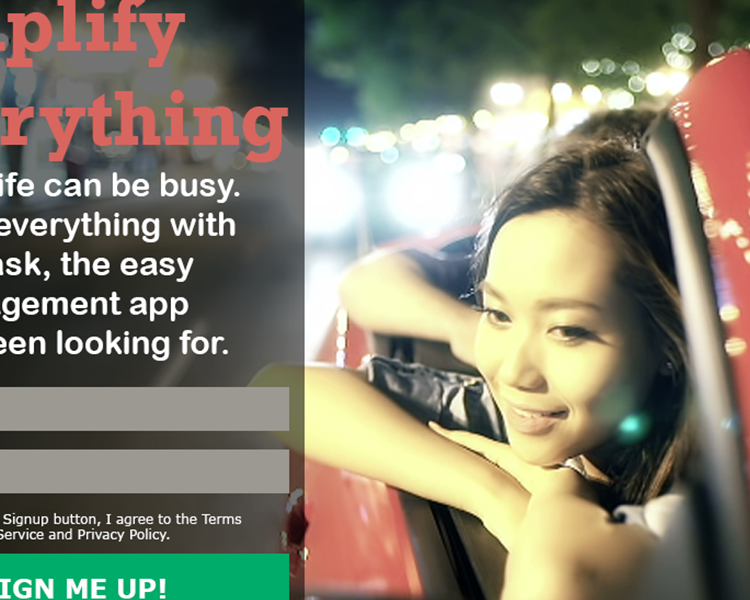 plify
rything
ife can be busy.
everything with
ask, the easy
gement app
een looking for.
Signup button, I agree to the Terms
Service and Privacy Policy.
IGN ME UP!